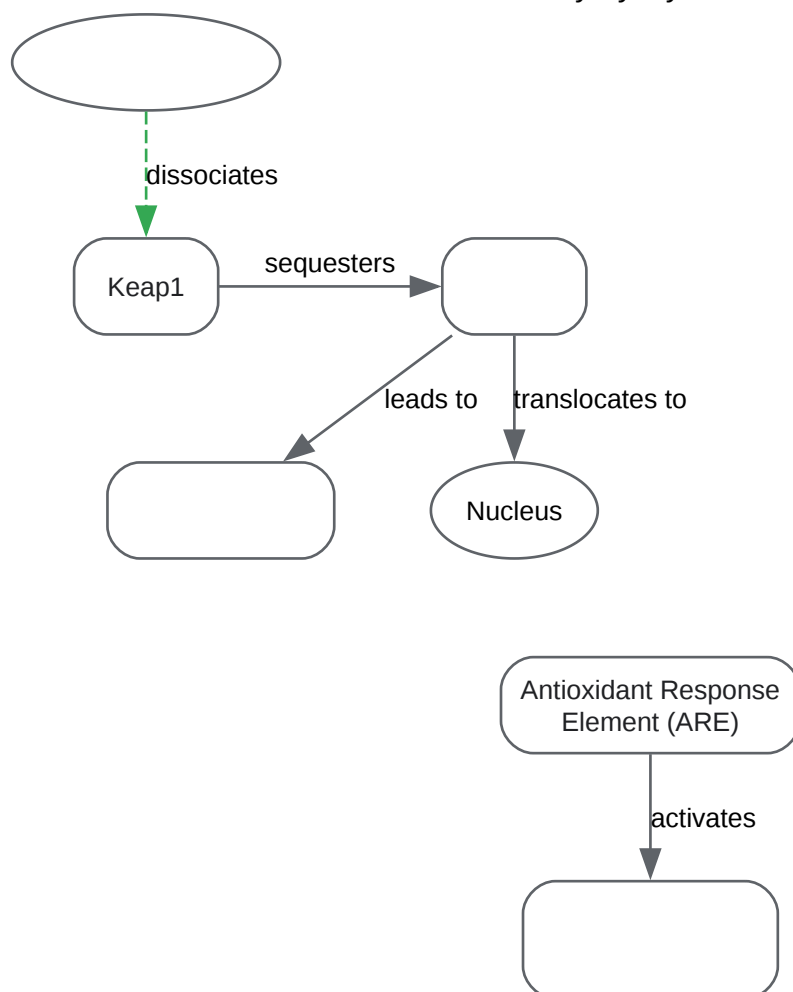 dissociates
Keap1
sequesters
leads to
translocates to
Nucleus
Antioxidant Response
Element (ARE)
activates